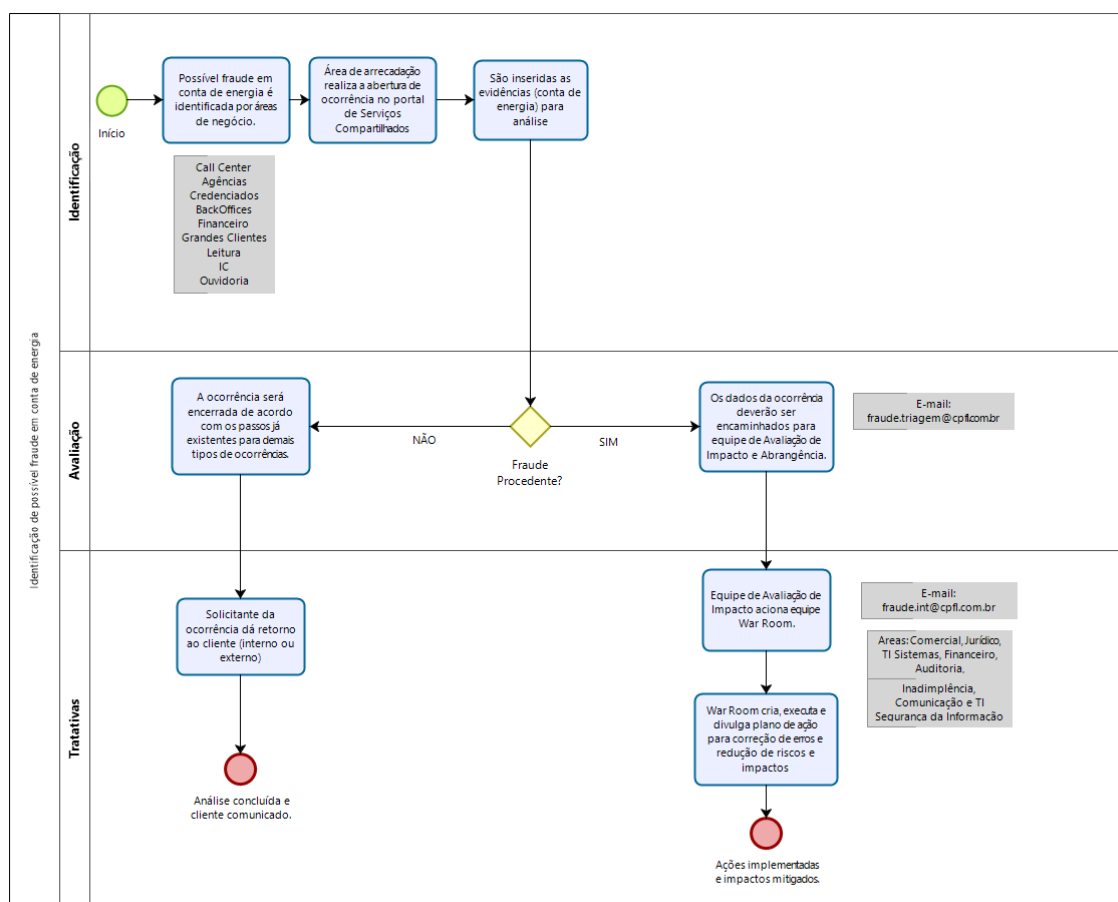 Identificação de possível fraude em conta de energia
Identificação
Início
Possível fraude em
conta de energia é
identificada por áreas
de negócio.
Área de arrecadação
realiza a abertura de
ocorrência no portal
de Serviços
Compartilhados
São inseridas as
evidências (conta de
energia) para
análise
Call Center
Agências
Credenciados
BackOffices
Financeiro
Grandes Clientes
Leitura
IC
Ouvidoria
Avaliação
A ocorrência será
encerrada de acordo
com os passos já
existentes para demais
tipos de ocorrências.
NÃO
Fraude
Procedente?
SIM
Os dados da ocorrência
deverão ser
encaminhados para
equipe de Avaliação de
Impacto e Abrangência.
E-mail:
fraude.triagem@cpfl.com.br
Tratativas
Solicitante da
ocorrência dá retorno
ao cliente (interno ou
externo)
Análise concluída e
cliente comunicado.
Equipe de Avaliação de
Impacto aciona equipe
War Room.
E-mail:
fraude.int@cpfl.com.br
Areas: Comercial, Jurídico,
TI Sistemas, Financeiro,
Auditoria,
Inadimplência,
Comunicação e TI
Segurança da Informação
War Room cria, executa e
divulga plano de ação
para correção de erros e
redução de riscos e
impactos
Ações implementadas
e impactos mitigados.